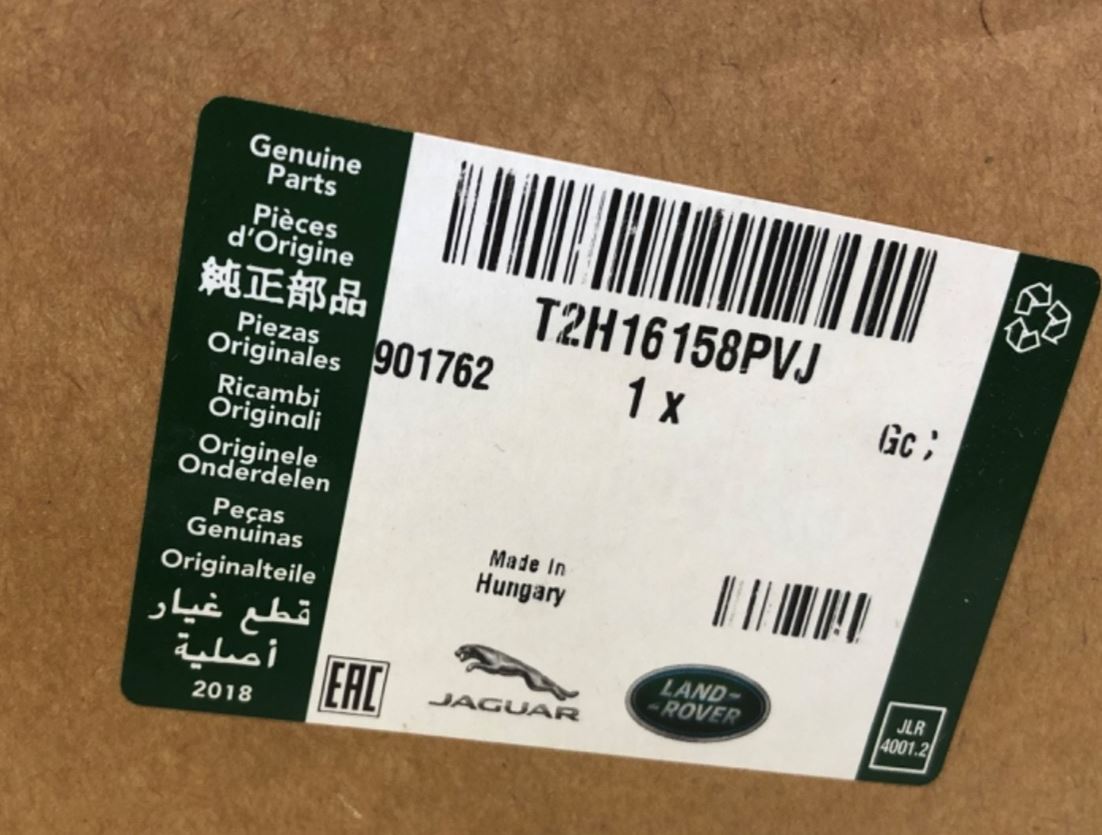 Genuine
Parts
Pièces
d'Origine
純正部品
Piezas
Originales
Ricambi
Originali
Originele
Onderdelen
Peças
Genuinas
Originalteile
قطع غيار
أصلية
2018
T2H16158PVJ
901762
1 x
Gc ;
Made In
Hungary
EAC
JAGUAR
LAND-
-ROVER
JLR
4001.2